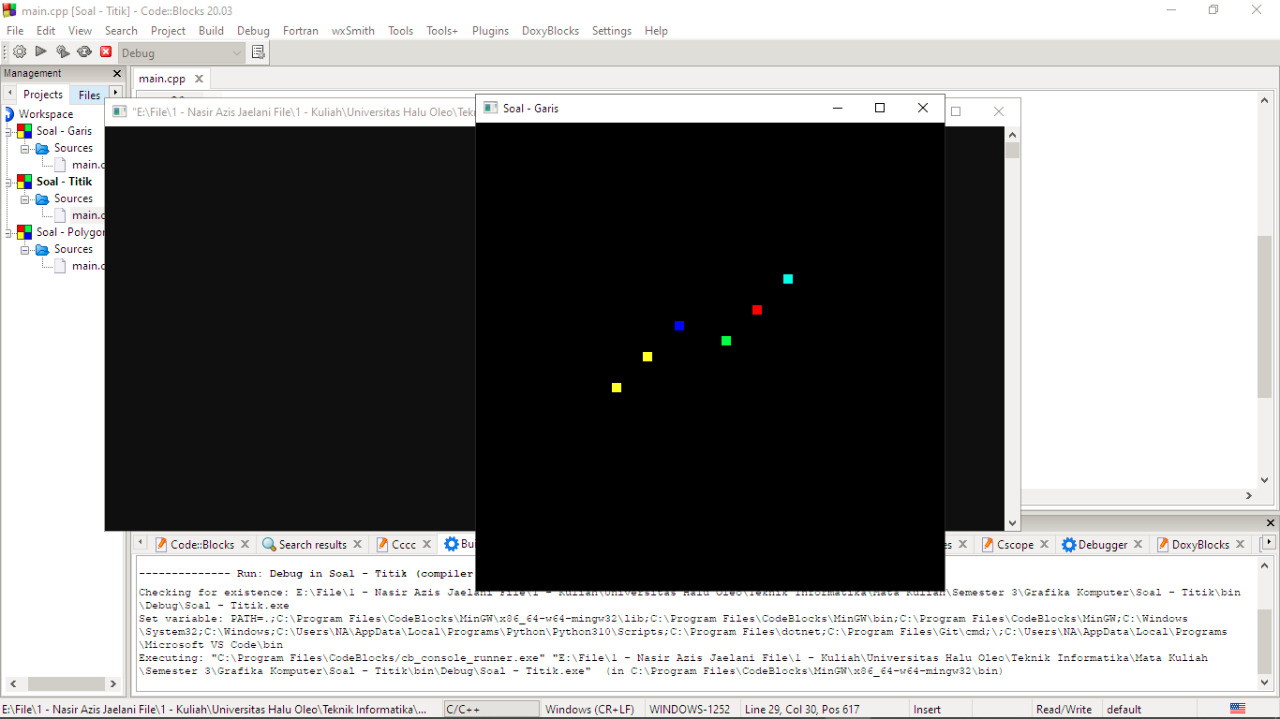 main.cpp [Soal - Titik] - Code::Blocks 20.03
File Edit View Search Project Build Debug Fortran wxSmith Tools Tools+ Plugins DoxyBlocks Settings Help
Debug
Management
Projects Files
main.cpp
Workspace
Soal - Garis
Sources
main.c
Soal - Titik
Sources
main.c
Soal - Polygor
Sources
main.c
"E:\File\1 - Nasir Azis Jaelani File\1 - Kuliah\Universitas Halu Oleo\Tekn
Soal - Garis
Code::Blocks Search results Cccc Bu Cscope Debugger DoxyBlocks
-------------- Run: Debug in Soal - Titik (compiler
Checking for existence: E:\File\1 - Nasir Azis Jaelani File\1 - Kuliah\Universitas Halu Oleo\Teknik Informatika\Mata Kuliah\Semester 3\Grafika Komputer\Soal - Titik\bin
\Debug\Soal - Titik.exe
Set variable: PATH=.;C:\Program Files\CodeBlocks\MinGW\x86_64-w64-mingw32\lib;C:\Program Files\CodeBlocks\MinGW\bin;C:\Program Files\CodeBlocks\MinGW;C:\Windows
\System32;C:\Windows;C:\Users\NA\AppData\Local\Programs\Python\Python310\Scripts;C:\Program Files\dotnet;C:\Program Files\Git\cmd;\;C:\Users\NA\AppData\Local\Programs
\Microsoft VS Code\bin
Executing: "C:\Program Files\CodeBlocks/cb_console_runner.exe" "E:\File\1 - Nasir Azis Jaelani File\1 - Kuliah\Universitas Halu Oleo\Teknik Informatika\Mata Kuliah
\Semester 3\Grafika Komputer\Soal - Titik\bin\Debug\Soal - Titik.exe"  (in C:\Program Files\CodeBlocks\MinGW\x86_64-w64-mingw32\bin)
E:\File\1 - Nasir Azis Jaelani File\1 - Kuliah\Universitas Halu Oleo\Teknik Informatika\... C/C++ Windows (CR+LF) WINDOWS-1252 Line 29, Col 30, Pos 617 Insert Read/Write default